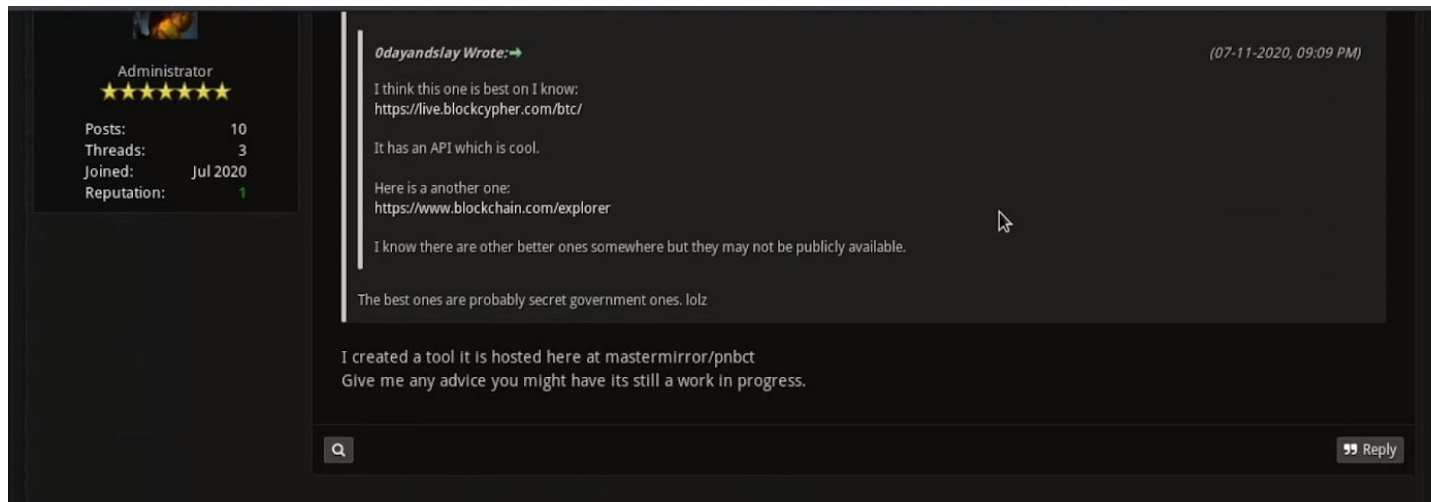 0dayandslay Wrote:
(07-11-2020, 09:09 PM)
Administrator
Posts: 10
Threads: 3
Joined: Jul 2020
Reputation: 1
I think this one is best on I know:
https://live.blockcypher.com/btc/
It has an API which is cool.
Here is a another one:
https://www.blockchain.com/explorer
I know there are other better ones somewhere but they may not be publicly available.
The best ones are probably secret government ones. lolz
I created a tool it is hosted here at mastermirror/pnbct
Give me any advice you might have its still a work in progress.
Reply